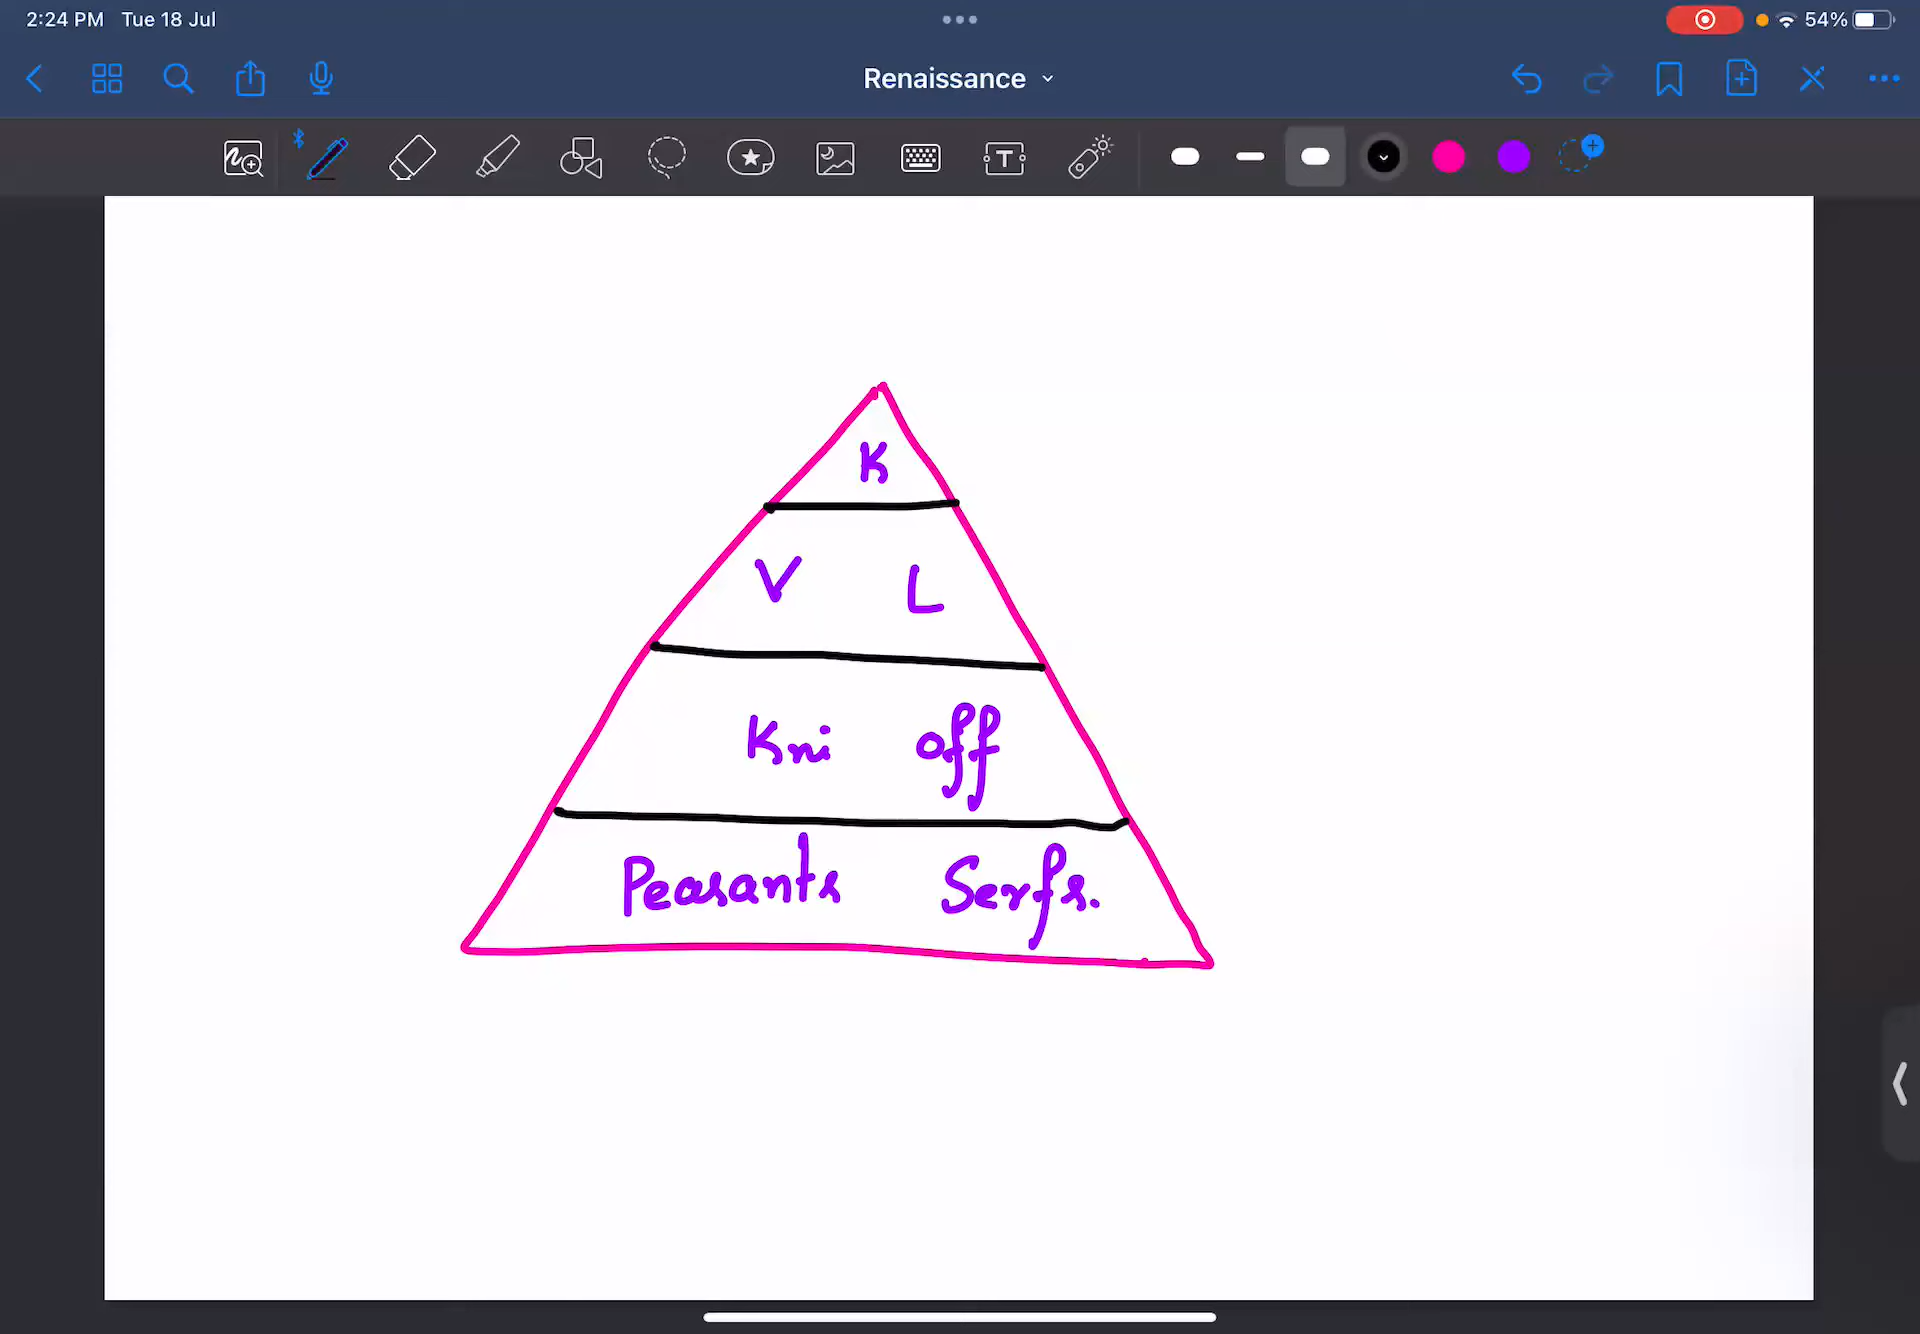 2:24 PM Tue 18 Jul
54%
Renaissance
T
K
V L
Kni off
Peasants Serfs.